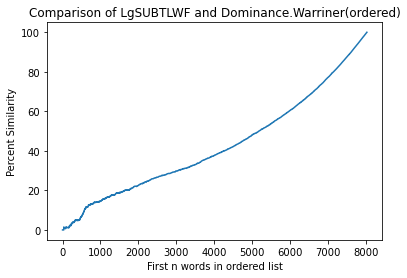 Comparison of LgSUBTLWF and Dominance.Warriner(ordered)
Percent Similarity
100
80
60
40
20
0
0 1000 2000 3000 4000 5000 6000 7000 8000
First n words in ordered list